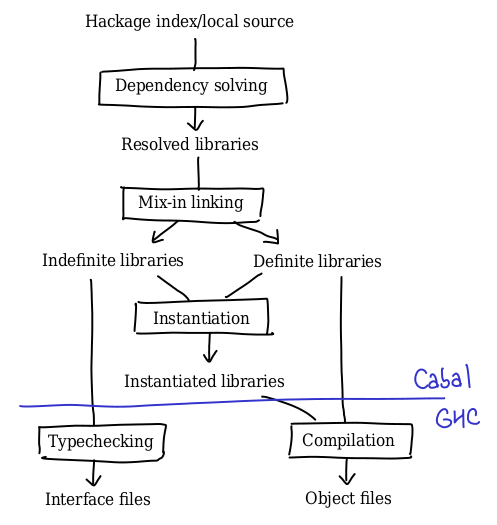 Hackage index/local source
Dependency solving
Resolved libraries
Mix-in linking
Indefinite libraries
Definite libraries
Instantiation
Instantiated libraries
Cabal
GHC
Typechecking
Compilation
Interface files
Object files